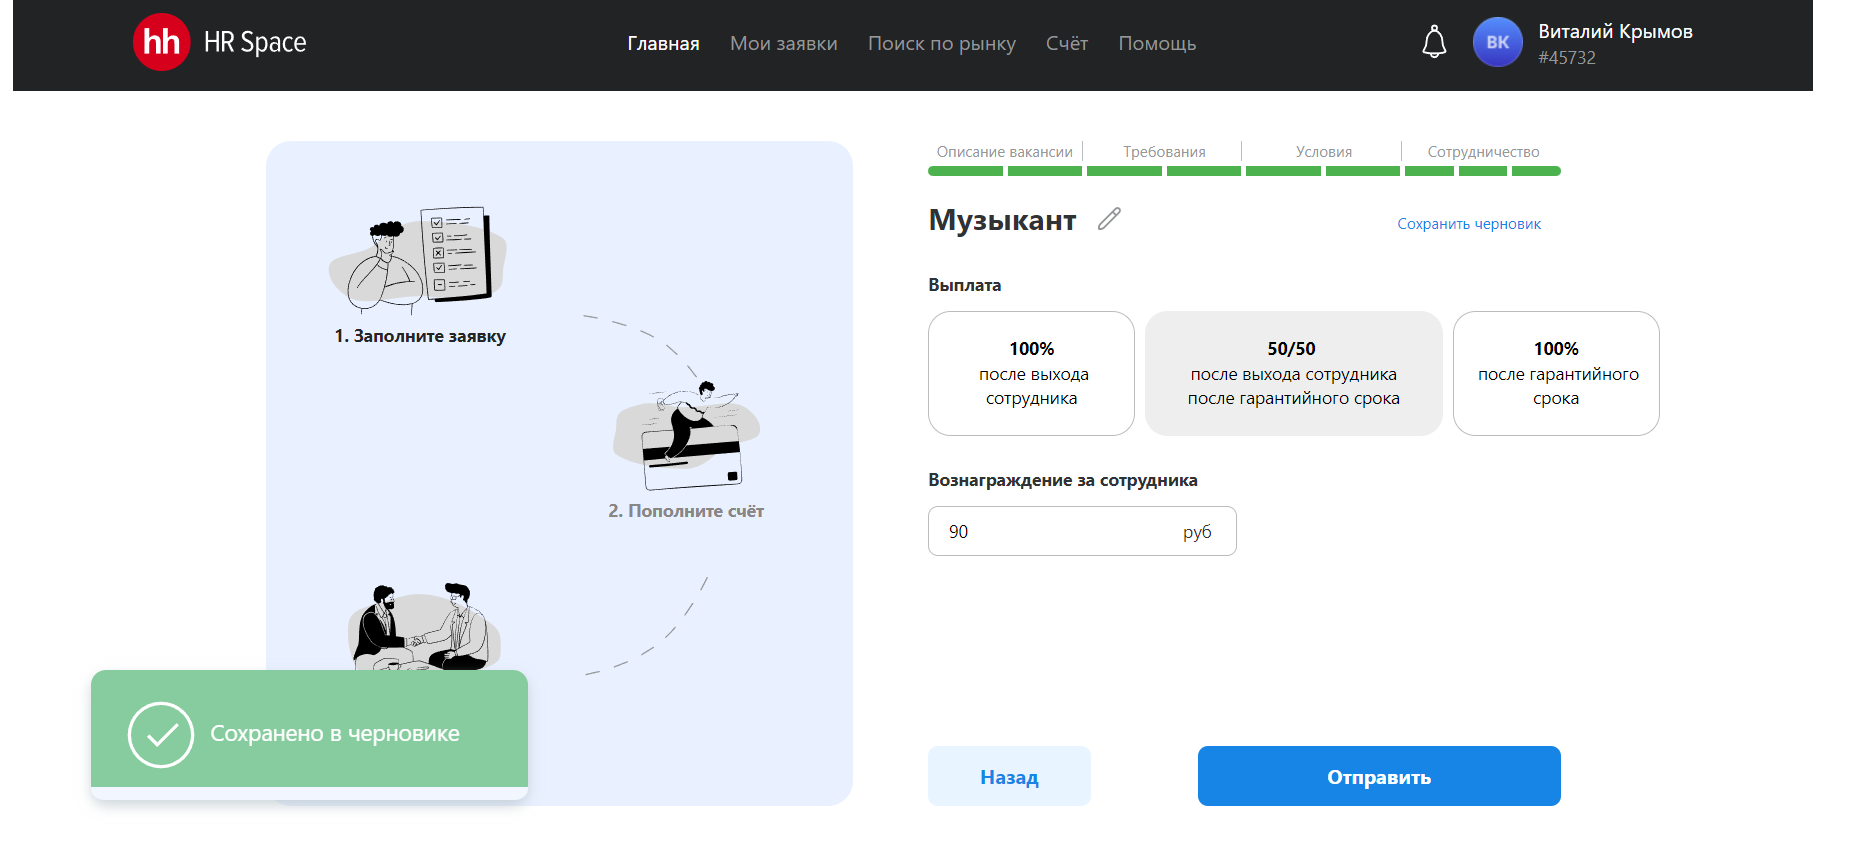 hh HR Space
Главная Мои заявки Поиск по рынку Счёт Помощь
ВК
Виталий Крымов
#45732
1. Заполните заявку
2. Пополните счёт
Сохранено в черновике
Описание вакансии Требования Условия Сотрудничество
Музыкант
Сохранить черновик
Выплата
100%
после выхода
сотрудника
50/50
после выхода сотрудника
после гарантийного срока
100%
после гарантийного
срока
Вознаграждение за сотрудника
90 руб
Назад
Отправить